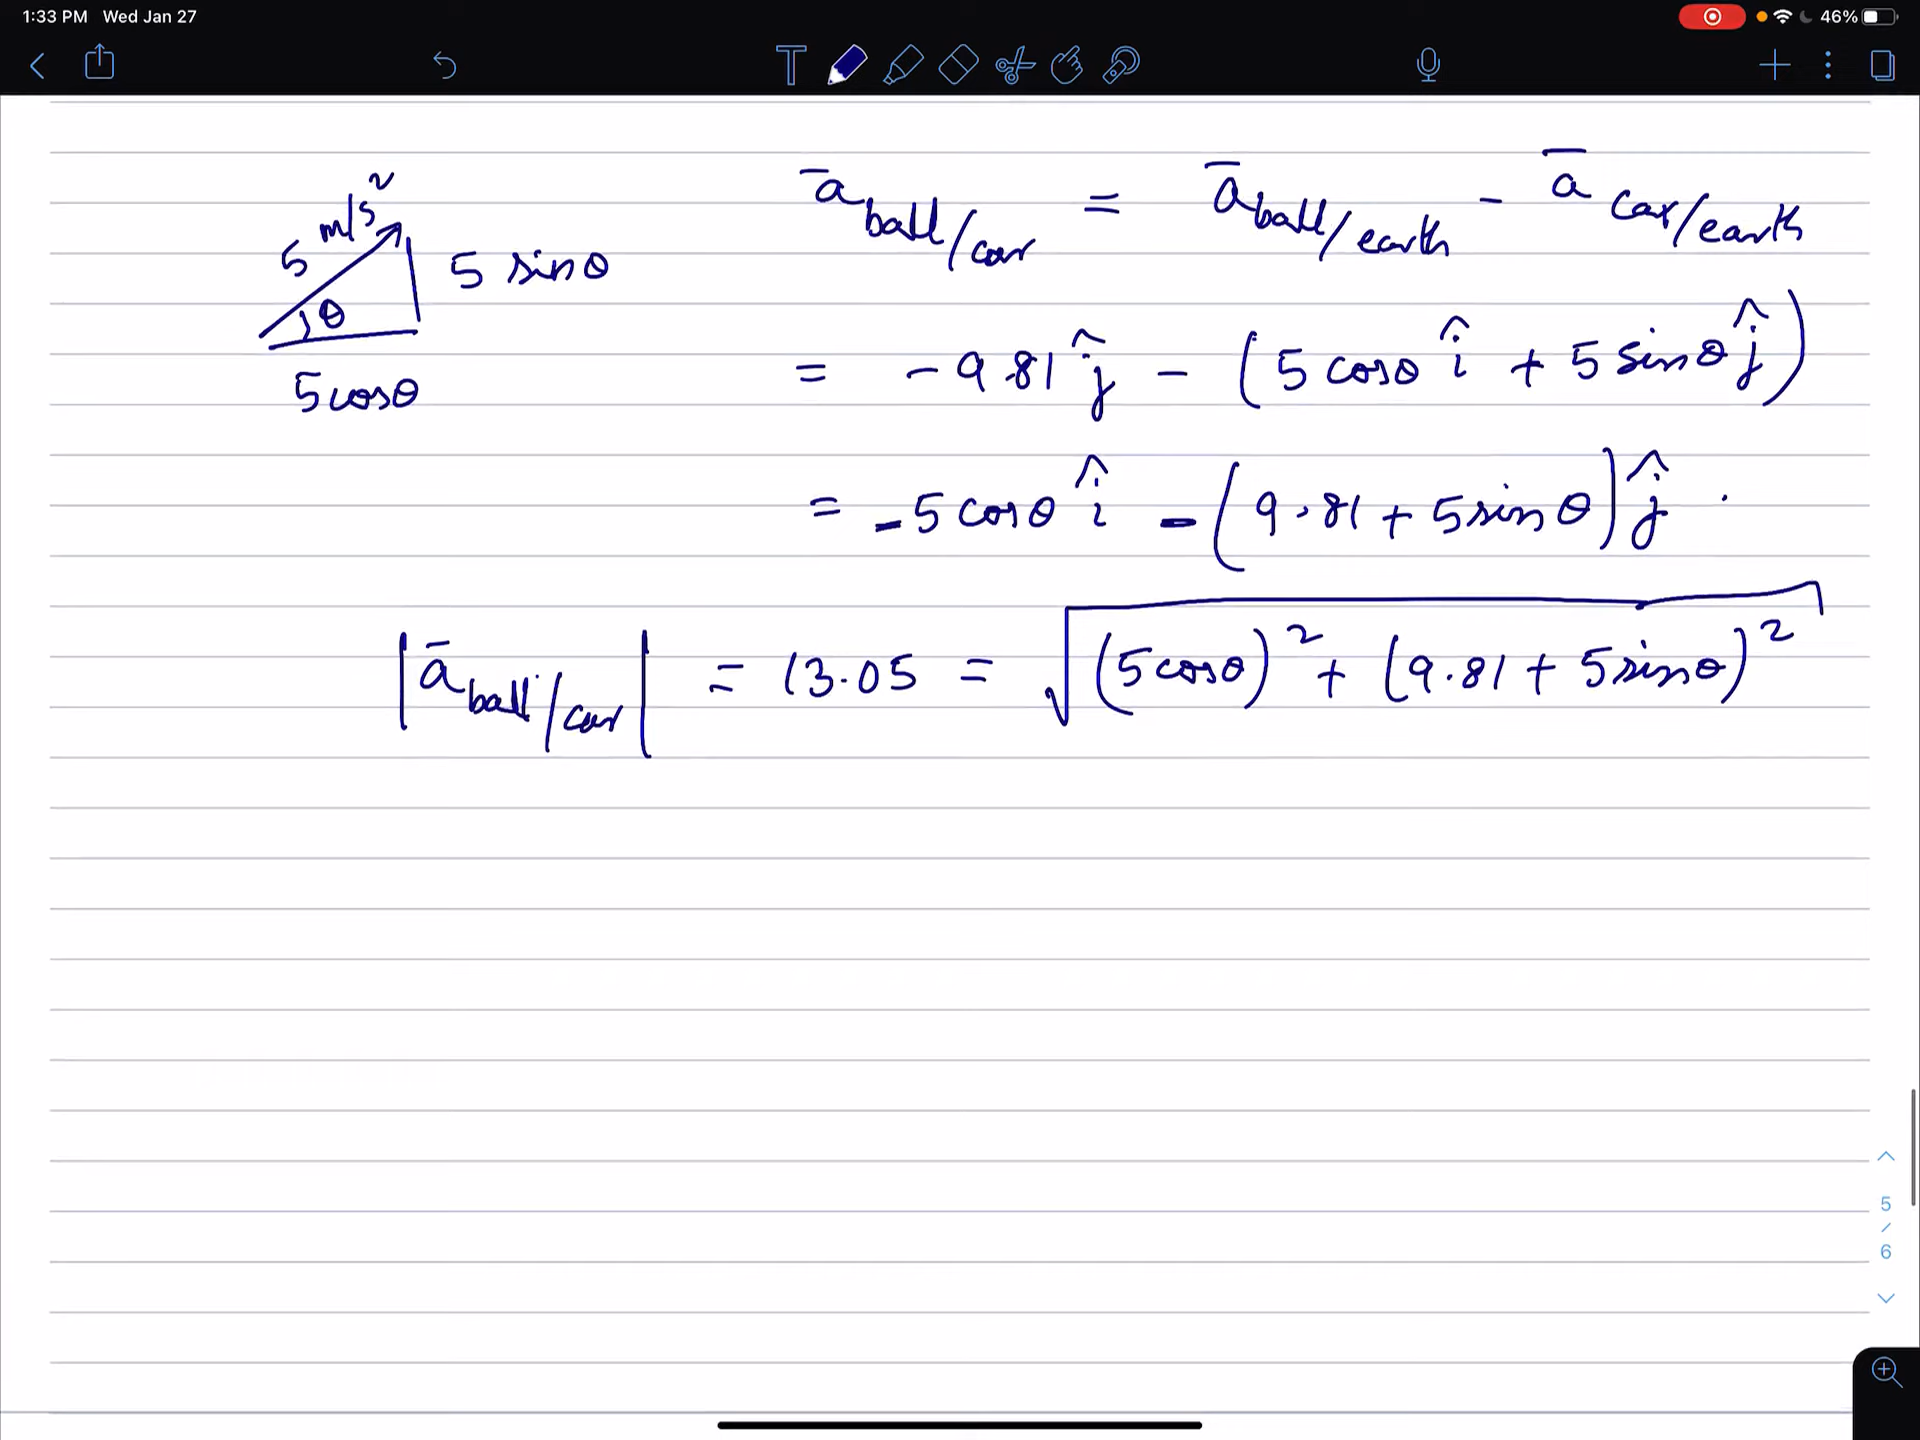 1:33 PM Wed Jan 27
46%
5 m/s²
θ
5 sinθ
5cosθ
a̅ ball/car = a̅ ball/earth - a̅ car/earth
= - 9.81 ĵ - (5 cosθ î + 5 sinθ ĵ)
= - 5 cosθ î - (9.81 + 5 sinθ) ĵ .
|a̅ ball/car| = 13.05 = √(5cosθ)² + (9.81 + 5sinθ)²
5
/
6